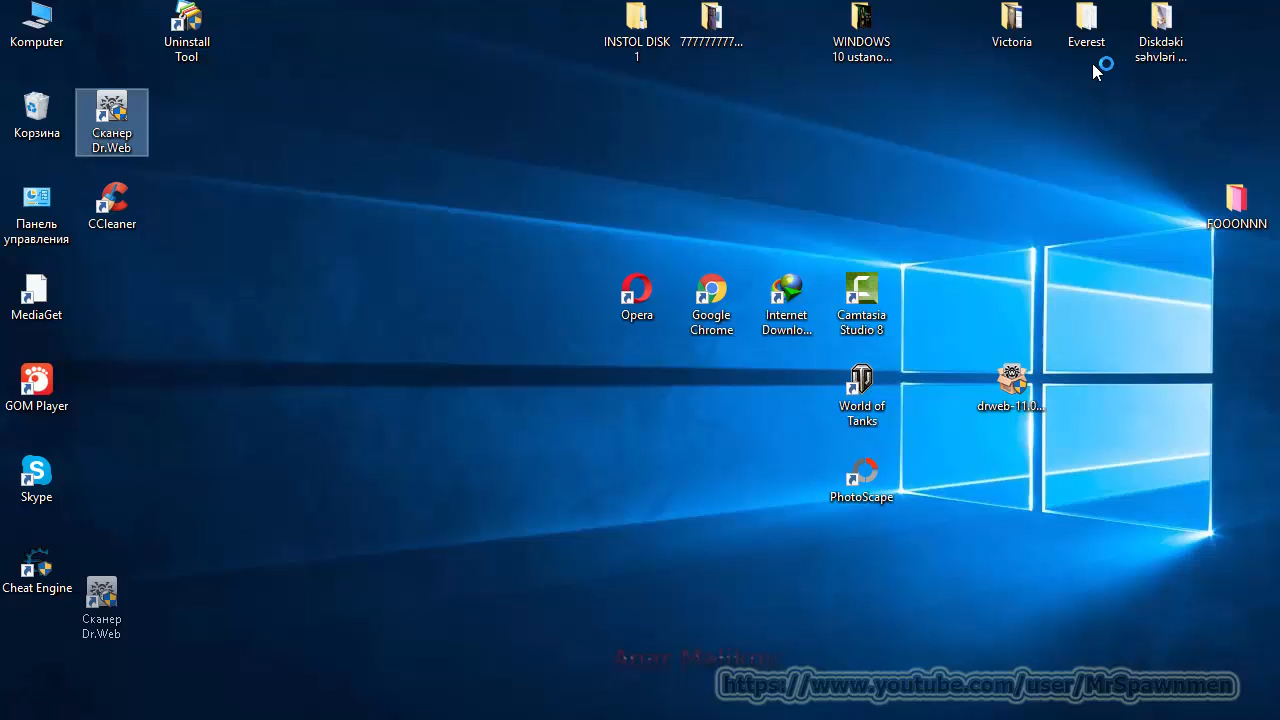 Komputer
Uninstall
Tool
INSTOL DISK
1
777777777...
WINDOWS
10 ustano...
Victoria
Everest
Diskdəki
səhvləri ...
Корзина
Сканер
Dr.Web
Панель
управления
CCleaner
FOOONNN
MediaGet
Opera
Google
Chrome
Internet
Downlo...
Camtasia
Studio 8
GOM Player
World of
Tanks
drweb-11.0...
Skype
PhotoScape
Cheat Engine
Сканер
Dr.Web
https://www.youtube.com/user/MrSpawnmen